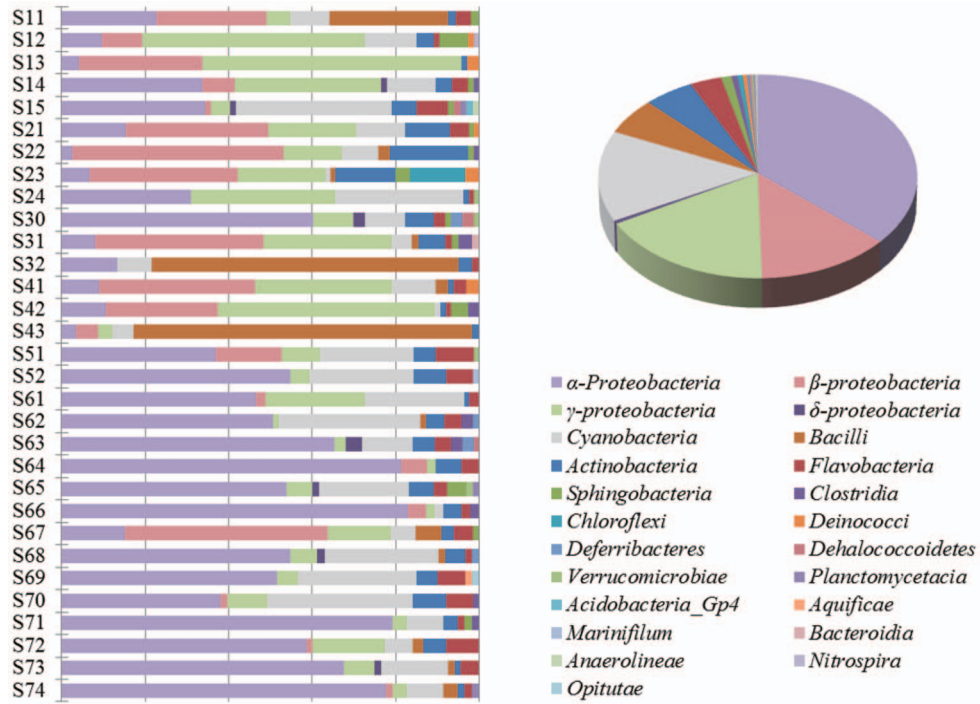 S11
S12
S13
S14
S15
S21
S22
S23
S24
S30
S31
S32
S41
S42
S43
S51
S52
S61
S62
S63
S64
S65
S66
S67
S68
S69
S70
S71
S72
S73
S74
α-Proteobacteria β-proteobacteria
γ-proteobacteria δ-proteobacteria
Cyanobacteria Bacilli
Actinobacteria Flavobacteria
Sphingobacteria Clostridia
Chloroflexi Deinococci
Deferribacteres Dehalococcoidetes
Verrucomicrobiae Planctomycetacia
Acidobacteria_Gp4 Aquificae
Marinifilum Bacteroidia
Anaerolineae Nitrospira
Opitutae